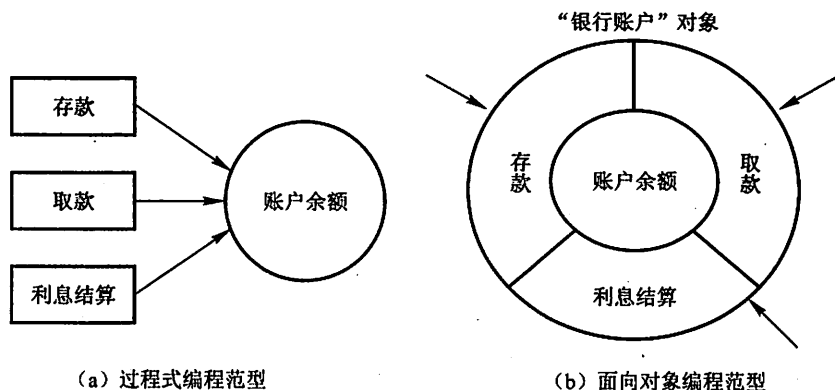 “银行账户”对象
存款
取款
利息结算
账户余额
存款
账户余额
取款
利息结算
(a) 过程式编程范型
(b) 面向对象编程范型